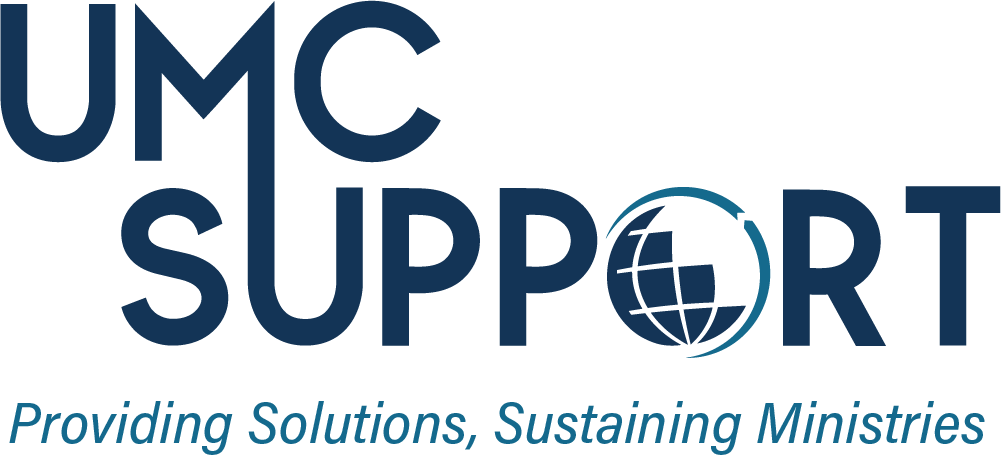 UMC
SUPPORT
Providing Solutions, Sustaining Ministries